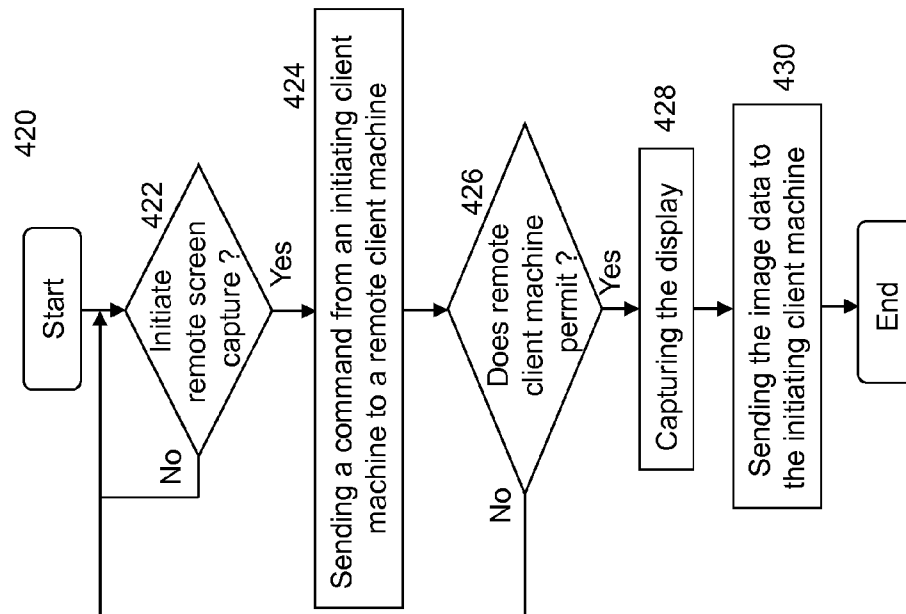 420
Start
422
Initiate
remote screen
capture ?
No
Yes
424
Sending a command from an initiating client
machine to a remote client machine
426
Does remote
client machine
permit ?
No
Yes
428
Capturing the display
430
Sending the image data to
the initiating client machine
End